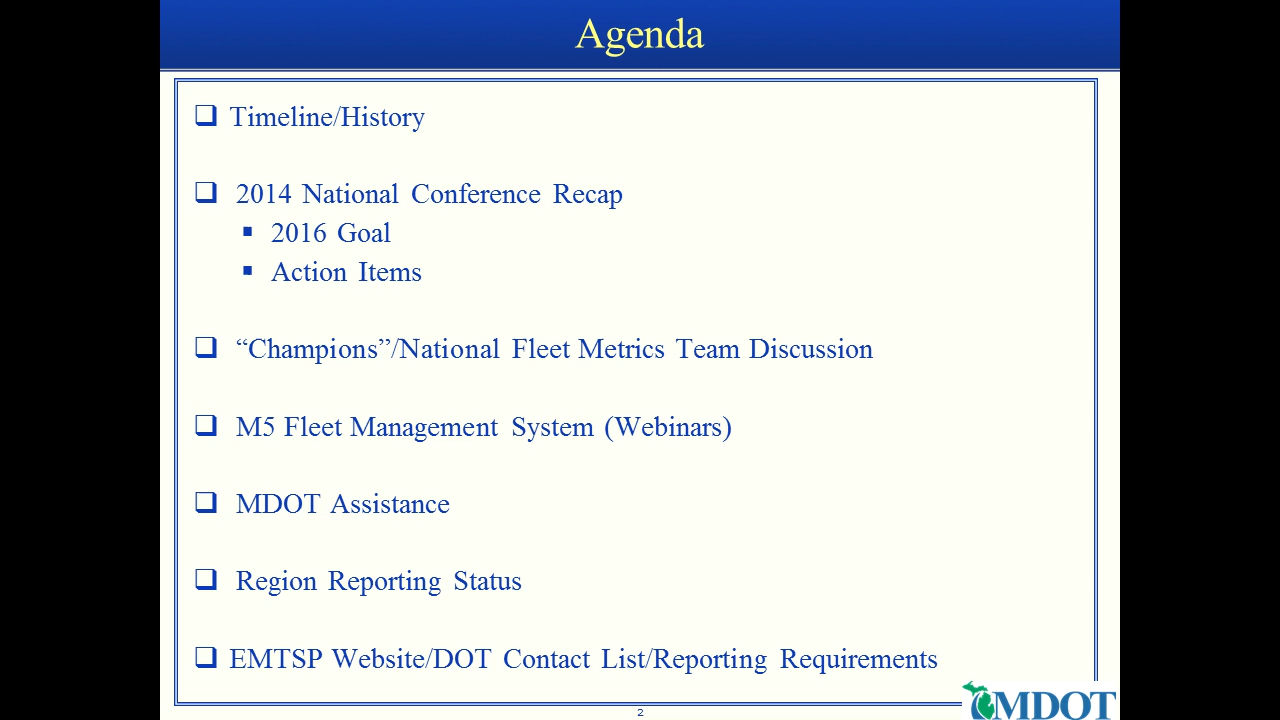 Agenda
Timeline/History
2014 National Conference Recap
2016 Goal
Action Items
“Champions”/National Fleet Metrics Team Discussion
M5 Fleet Management System (Webinars)
MDOT Assistance
Region Reporting Status
EMTSP Website/DOT Contact List/Reporting Requirements
2
MDOT